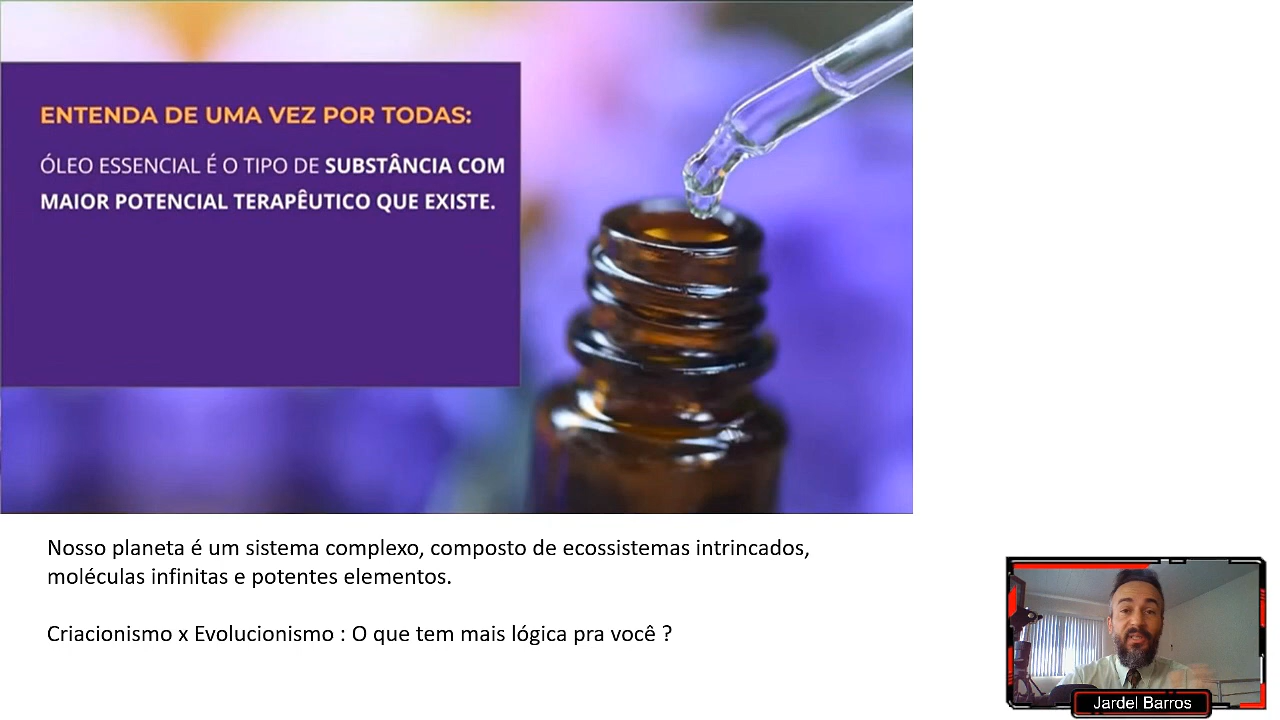 ENTENDA DE UMA VEZ POR TODAS:
ÓLEO ESSENCIAL É O TIPO DE SUBSTÂNCIA COM
MAIOR POTENCIAL TERAPÊUTICO QUE EXISTE.
Nosso planeta é um sistema complexo, composto de ecossistemas intrincados,
moléculas infinitas e potentes elementos.
Criacionismo x Evolucionismo : O que tem mais lógica pra você ?
Jardel Barros